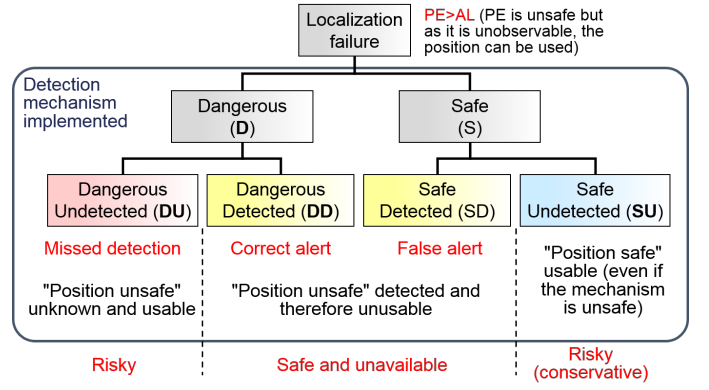 Localization
failure
PE>AL (PE is unsafe but
as it is unobservable, the
position can be used)
Detection
mechanism
implemented
Dangerous
(D)
Safe
(S)
Dangerous
Undetected (DU)
Dangerous
Detected (DD)
Safe
Detected (SD)
Safe
Undetected (SU)
Missed detection
Correct alert
False alert
"Position safe"
usable (even if
the mechanism
is unsafe)
"Position unsafe"
unknown and usable
"Position unsafe" detected and
therefore unusable
Risky
Safe and unavailable
Risky
(conservative)